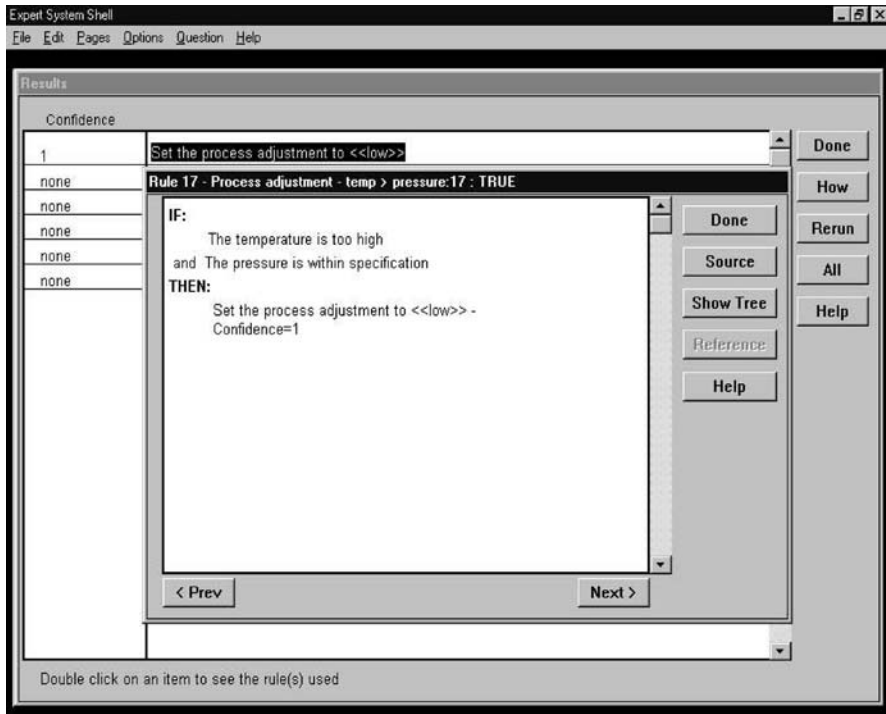 Expert System Shell
File Edit Pages Options Question Help
Results
Confidence
1 Set the process adjustment to <<low>>
none
none
none
none
none
Done
How
Rerun
All
Help
Rule 17 - Process adjustment - temp > pressure:17 : TRUE
IF:
The temperature is too high
and The pressure is within specification
THEN:
Set the process adjustment to <<low>> -
Confidence=1
Done
Source
Show Tree
Reference
Help
< Prev Next >
Double click on an item to see the rule(s) used